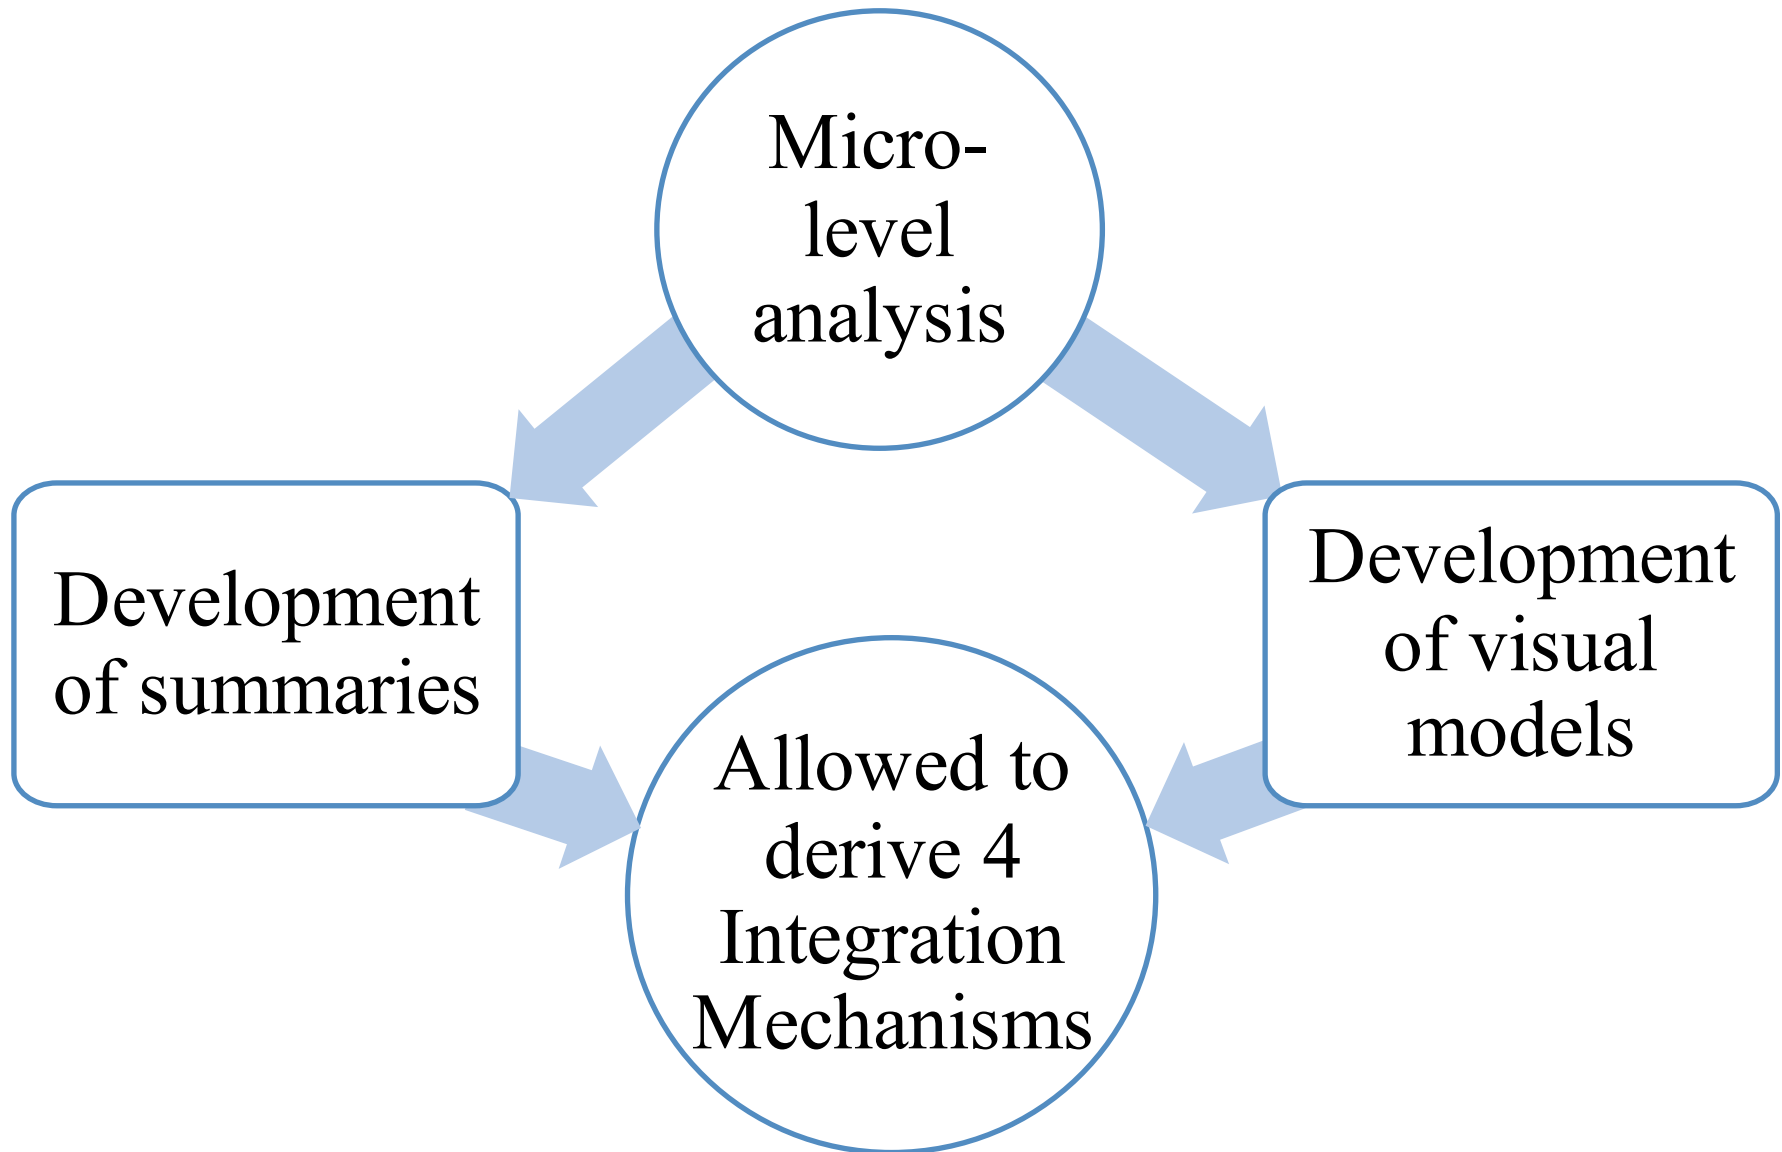 Micro-
level
analysis
Development
of summaries
Development
of visual
models
Allowed to
derive 4
Integration
Mechanisms